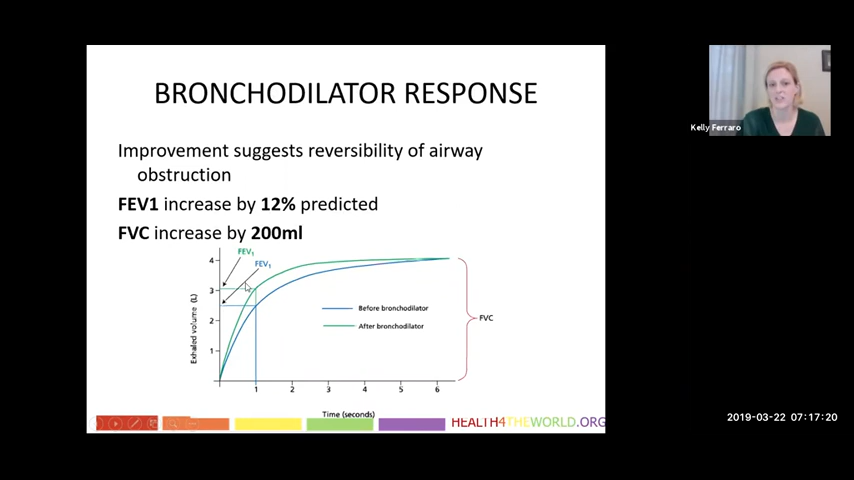 BRONCHODILATOR RESPONSE
Improvement suggests reversibility of airway
obstruction
FEV1 increase by 12% predicted
FVC increase by 200ml
FEV₁
FEV₁
4
3
2
1
Exhaled volume (L)
Before bronchodilator
After bronchodilator
FVC
1 2 3 4 5 6
Time (seconds)
HEALTH4THEWORLD.ORG
Kelly Ferraro
2019-03-22 07:17:20